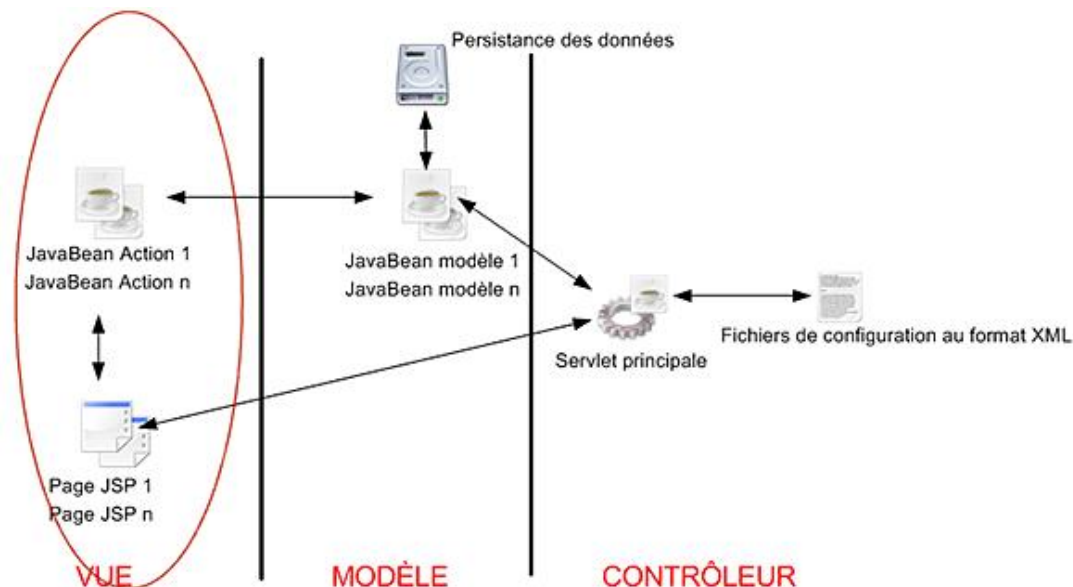 Persistance des données
JavaBean Action 1
JavaBean Action n
JavaBean modèle 1
JavaBean modèle n
Servlet principale
Fichiers de configuration au format XML
Page JSP 1
Page JSP n
VUE
MODÈLE
CONTRÔLEUR